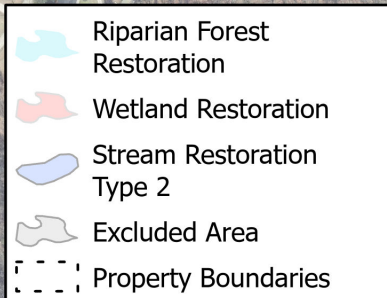 Riparian Forest
Restoration
Wetland Restoration
Stream Restoration
Type 2
Excluded Area
Property Boundaries